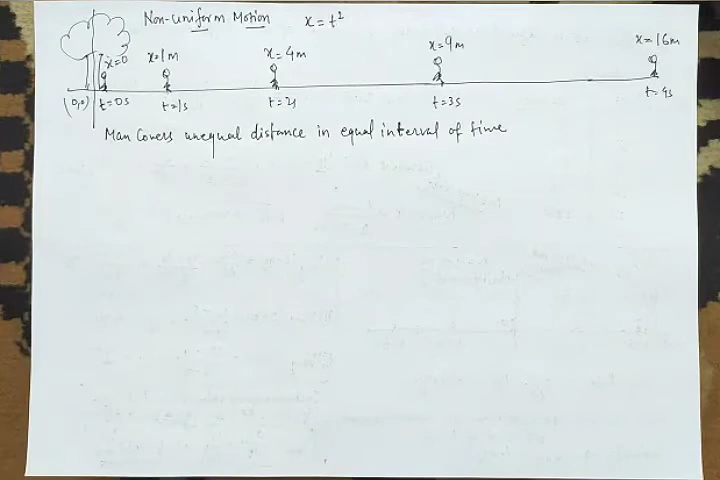 Non-Uniform Motion x = t²
x=0 x=1m x=4m x=9m x=16m
(0,0) t=0s t=1s t=2s t=3s t=4s
Man Covers unequal distance in equal interval of time